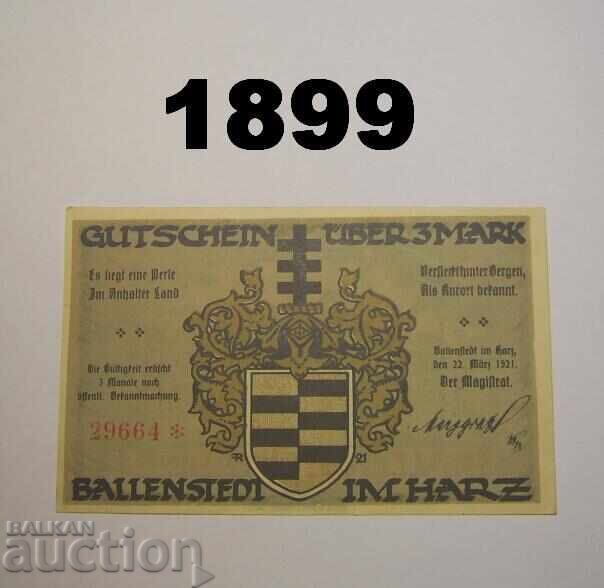 1899
GUTSCHEIN ÜBER 3 MARK
Es liegt eine Perle
Im Anhalter Land
Versteckt hinter Bergen,
Als Kurort bekannt.
Die Gültigkeit erlischt
3 Monate nach
öffentl. Bekanntmachung.
29664 *
Ballenstedt im Harz,
den 22. März 1921.
Der Magistrat.
R 21
BALLENSTEDT IM HARZ
BALKAN
auction